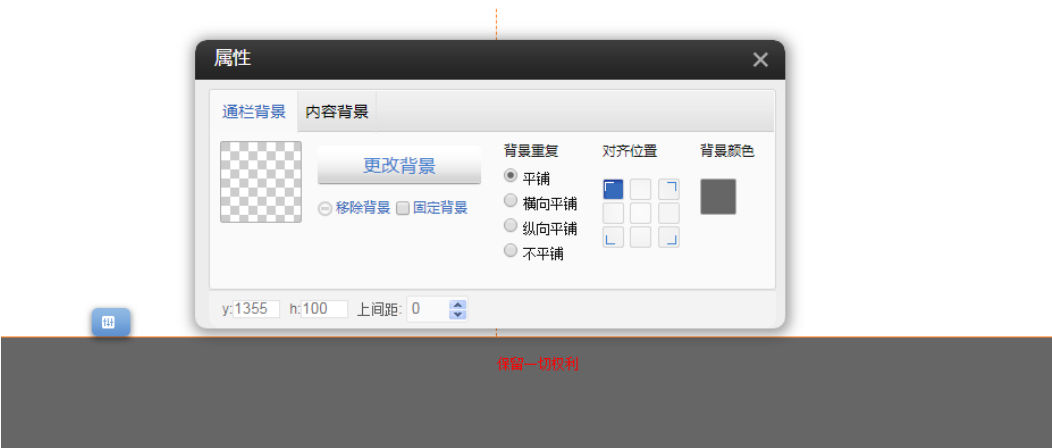 属性
通栏背景 内容背景
更改背景
移除背景 固定背景
背景重复
平铺
横向平铺
纵向平铺
不平铺
对齐位置
背景颜色
y:1355 h:100 上间距: 0
保留一切权利